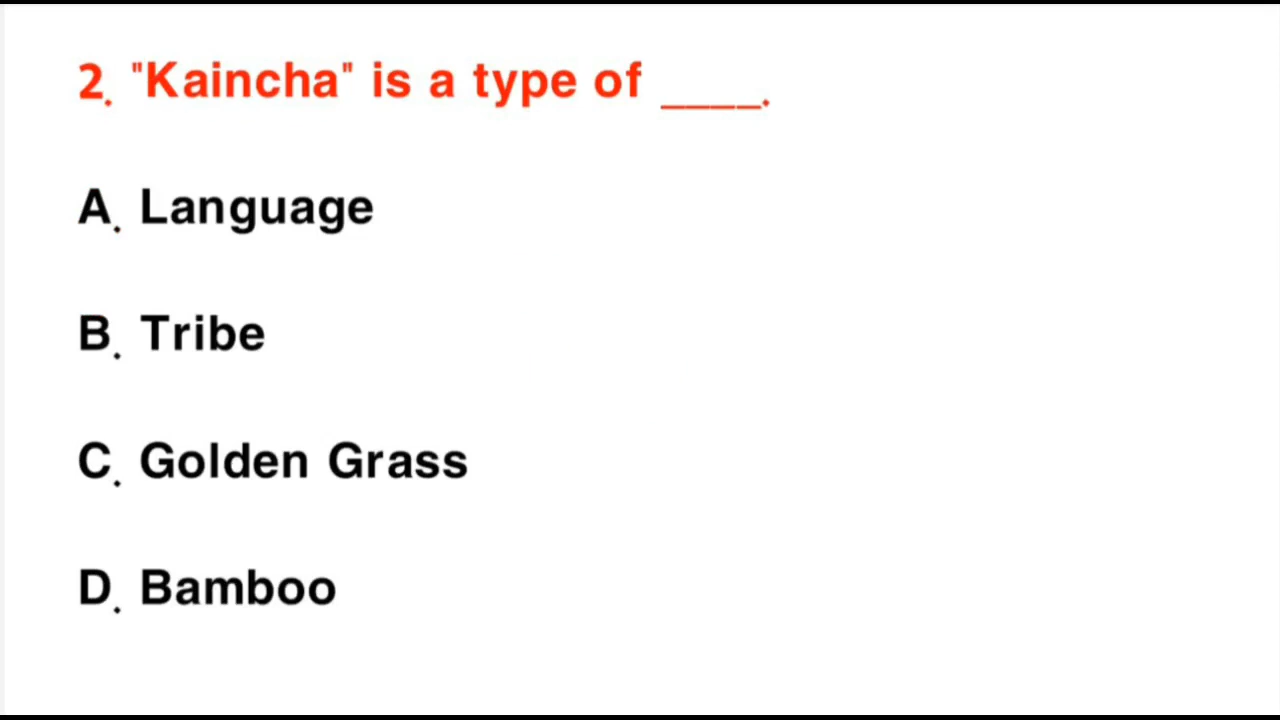 2. "Kaincha" is a type of ____.
A. Language
B. Tribe
C. Golden Grass
D. Bamboo